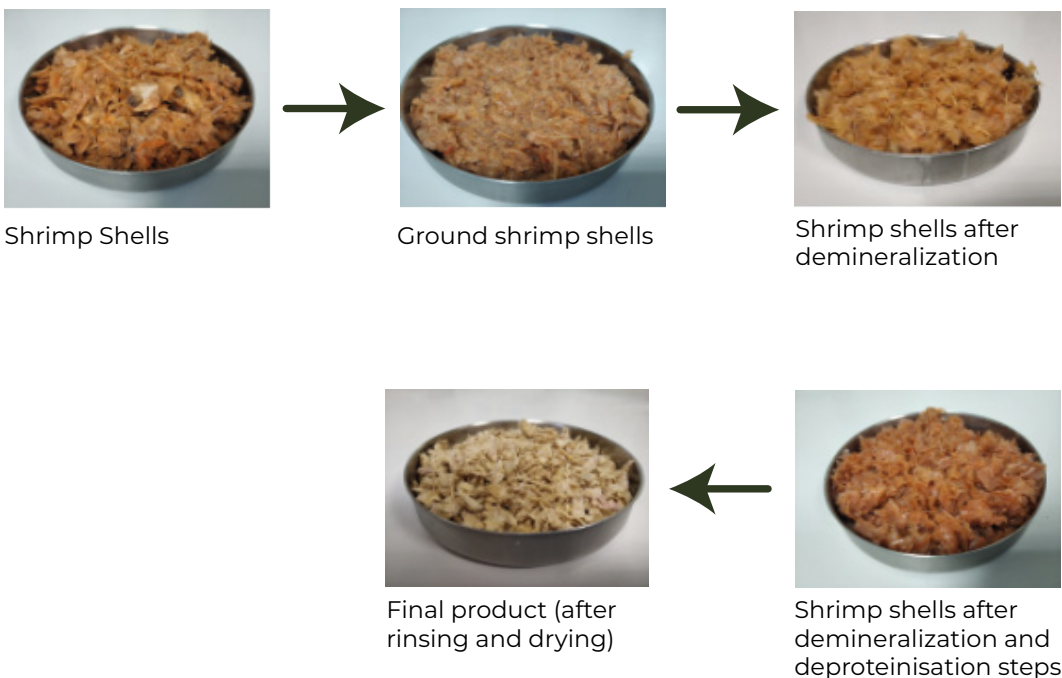 Shrimp Shells
Ground shrimp shells
Shrimp shells after
demineralization
Final product (after
rinsing and drying)
Shrimp shells after
demineralization and
deproteinisation steps